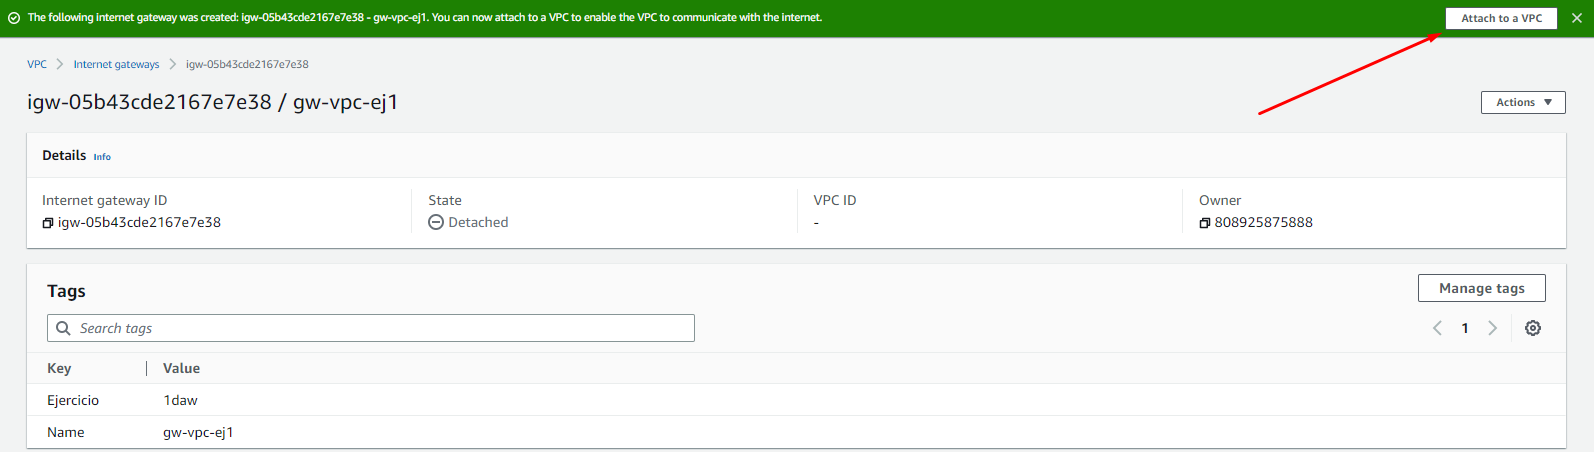 The following internet gateway was created: igw-05b43cde2167e7e38 - gw-vpc-ej1. You can now attach to a VPC to enable the VPC to communicate with the internet.
Attach to a VPC
VPC
Internet gateways
igw-05b43cde2167e7e38
igw-05b43cde2167e7e38 / gw-vpc-ej1
Actions
Details Info
Internet gateway ID
igw-05b43cde2167e7e38
State
Detached
VPC ID
-
Owner
808925875888
Tags
Manage tags
Search tags
1
Key Value
Ejercicio 1daw
Name gw-vpc-ej1